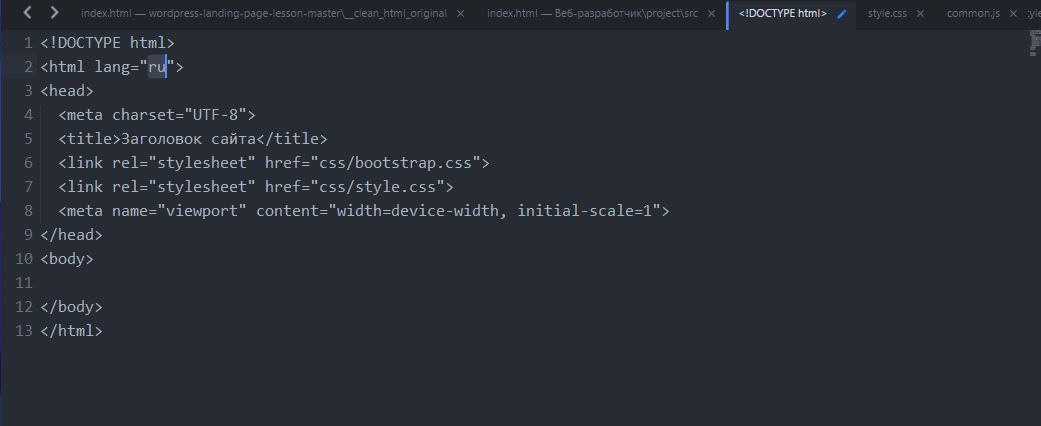 index.html — wordpress-landing-page-lesson-master\__clean_html_original
index.html — Веб-разработчик\project\src
<!DOCTYPE html>
style.css
common.js
1 <!DOCTYPE html>
2 <html lang="ru">
3 <head>
4 <meta charset="UTF-8">
5 <title>Заголовок сайта</title>
6 <link rel="stylesheet" href="css/bootstrap.css">
7 <link rel="stylesheet" href="css/style.css">
8 <meta name="viewport" content="width=device-width, initial-scale=1">
9 </head>
10 <body>
11
12 </body>
13 </html>